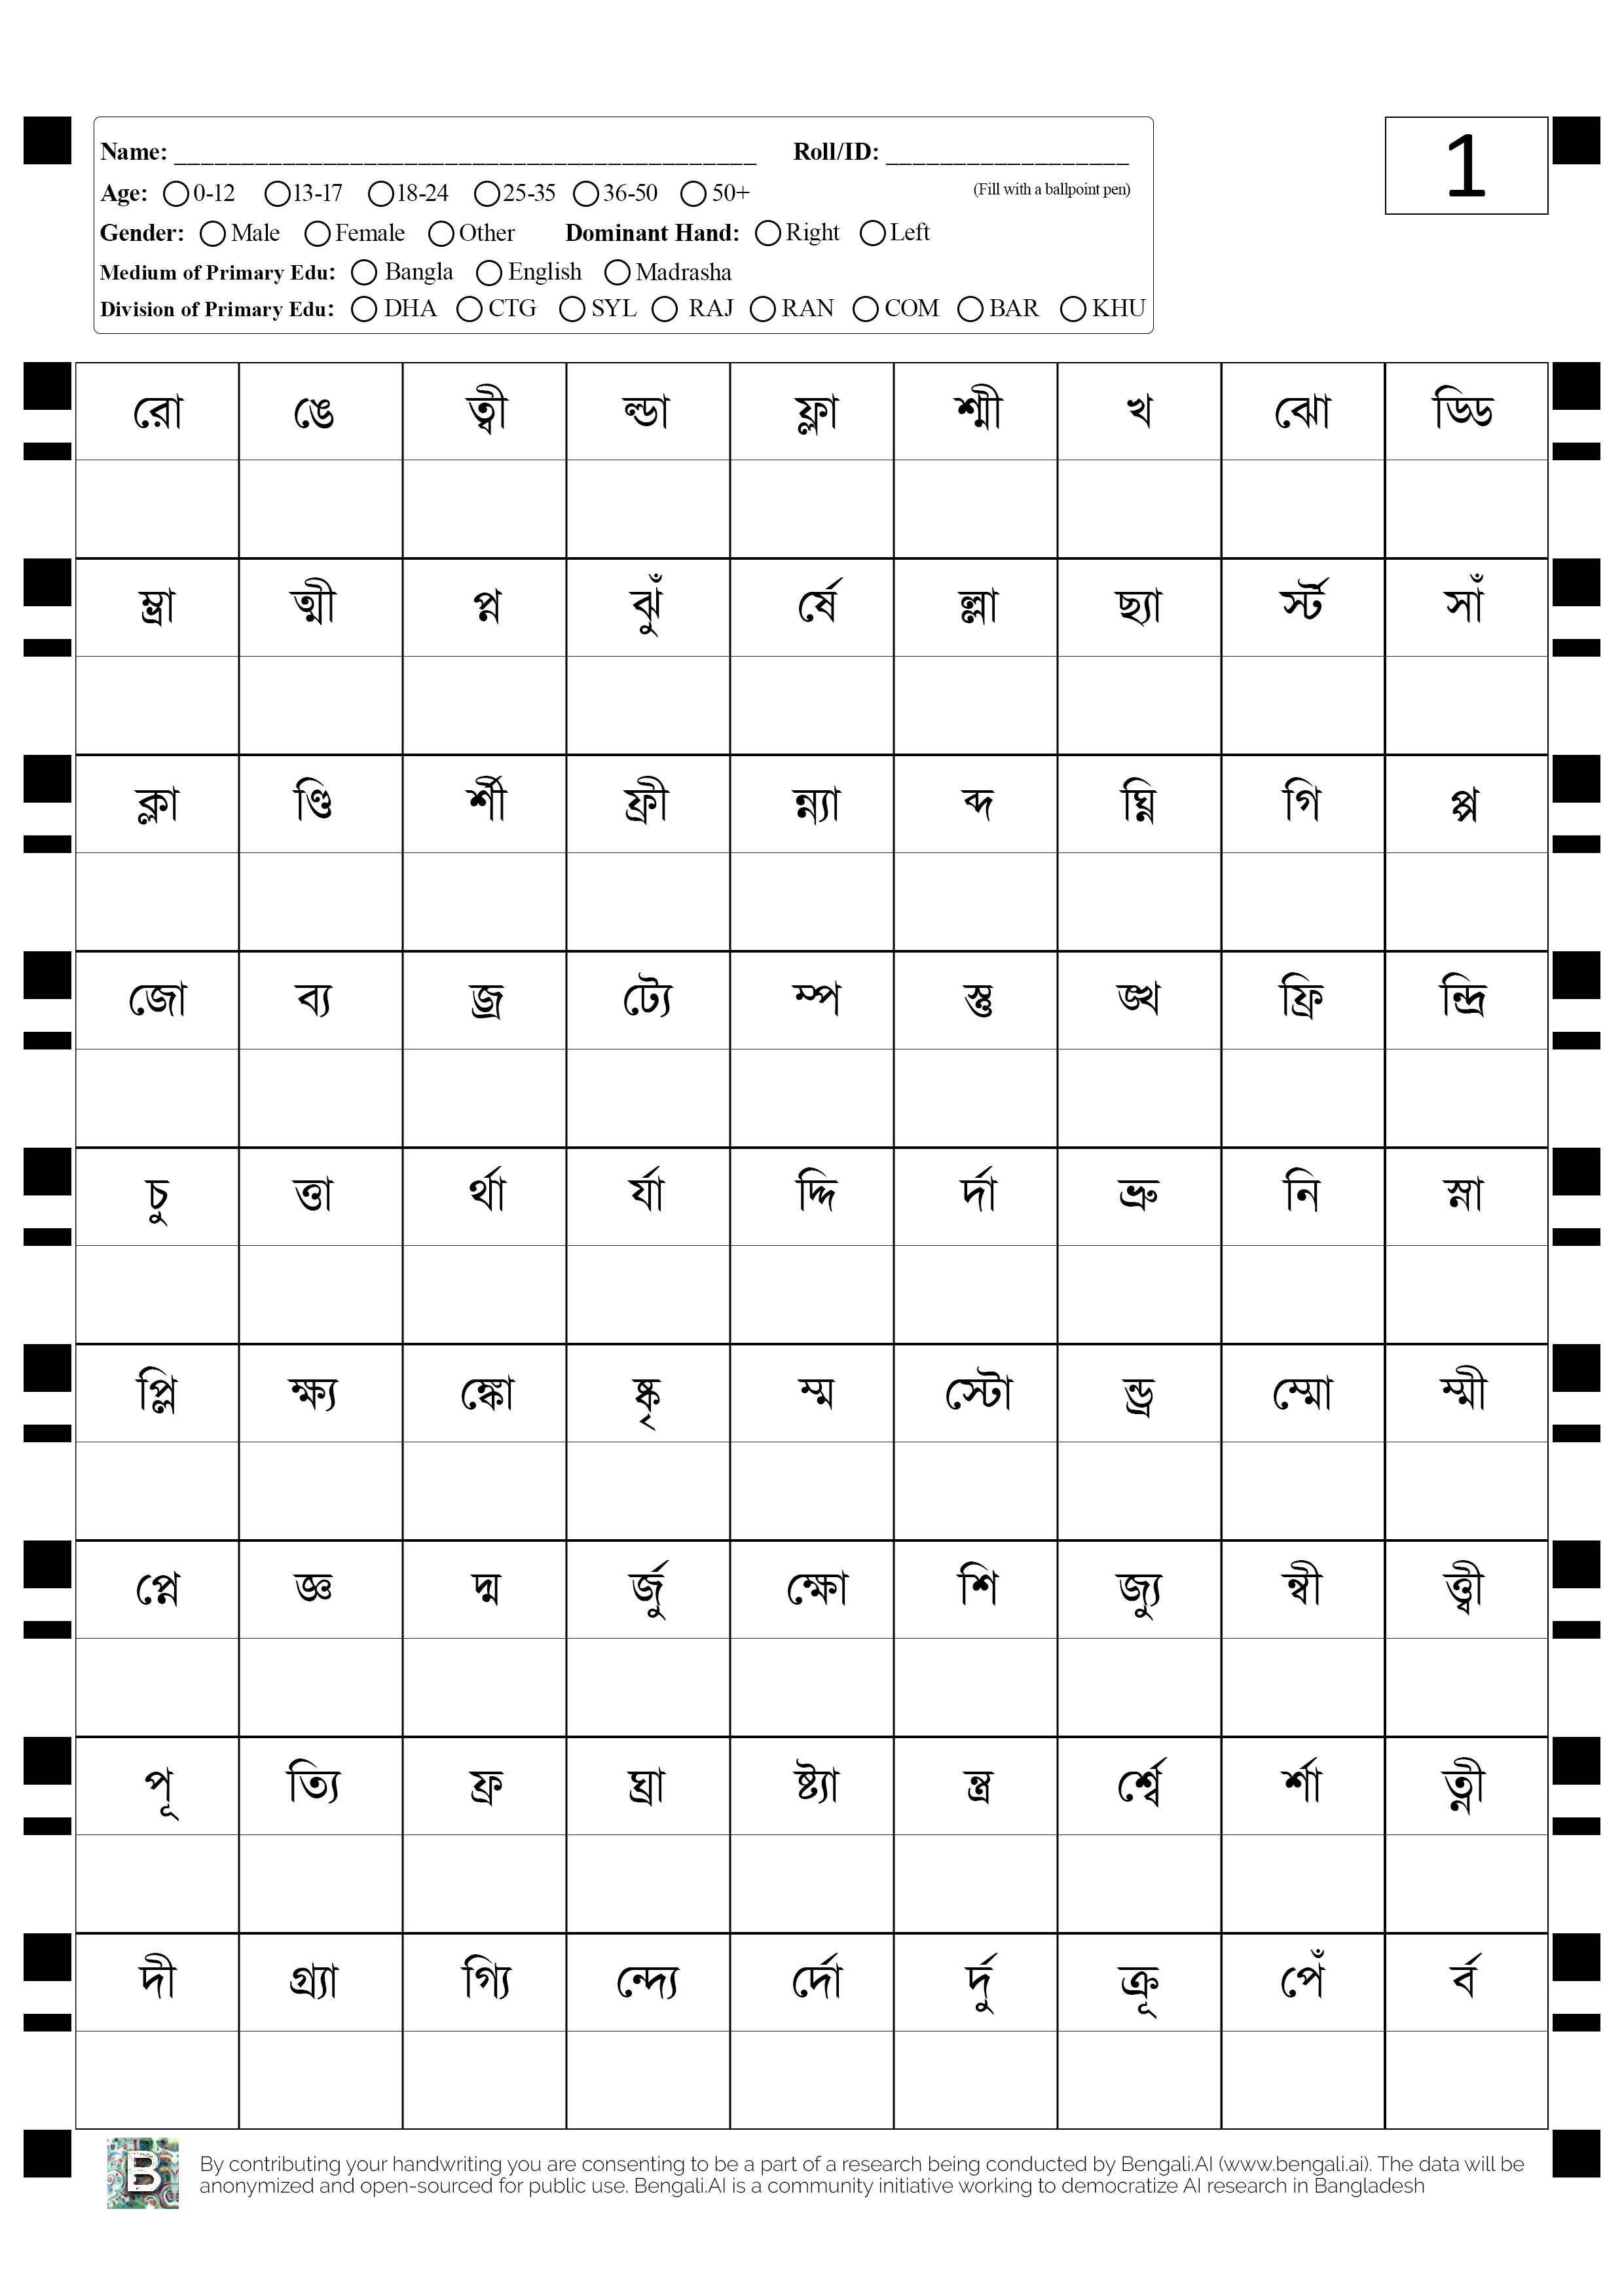 Name: ___________________________________________ Roll/ID: __________________
Age: 0-12 13-17 18-24 25-35 36-50 50+ (Fill with a ballpoint pen)
Gender: Male Female Other Dominant Hand: Right Left
Medium of Primary Edu: Bangla English Madrasha
Division of Primary Edu: DHA CTG SYL RAJ RAN COM BAR KHU
1
রো ঙে ত্বী ল্ডা ফ্লা শ্মী খ ঝো ড্ডি
ম্ভ্রা ত্মী প্ন ঝুঁ র্ষে ল্লা ছ্যা র্স্ট সাঁ
ক্লা ণ্ডি র্শী ফ্রী ন্ন্যা ব্দ ঘ্নি গি প্প
জো ব্য জ্র ট্যে ম্প স্তু ঙ্খ ফ্রি ন্দ্রি
চু ত্তা র্থা র্যা দ্দি র্দা ভ্রু নি স্না
প্লি ক্ষ্য ঙ্কো ষ্কৃ ম্ম স্টো ন্ড্র ম্মো ম্মী
প্নে জ্ঞ দ্ম র্জু ক্ষো শি জ্যু ন্বী ত্ত্বী
পূ ত্যি ফ্র ঘ্রা ষ্ট্যা ন্ত্র র্শ্বে র্শা ত্নী
দী গ্র্যা গ্যি ন্দ্যে র্দো র্দু ক্রূ পেঁ র্ব
B
By contributing your handwriting you are consenting to be a part of a research being conducted by Bengali.AI (www.bengali.ai). The data will be
anonymized and open-sourced for public use. Bengali.AI is a community initiative working to democratize AI research in Bangladesh